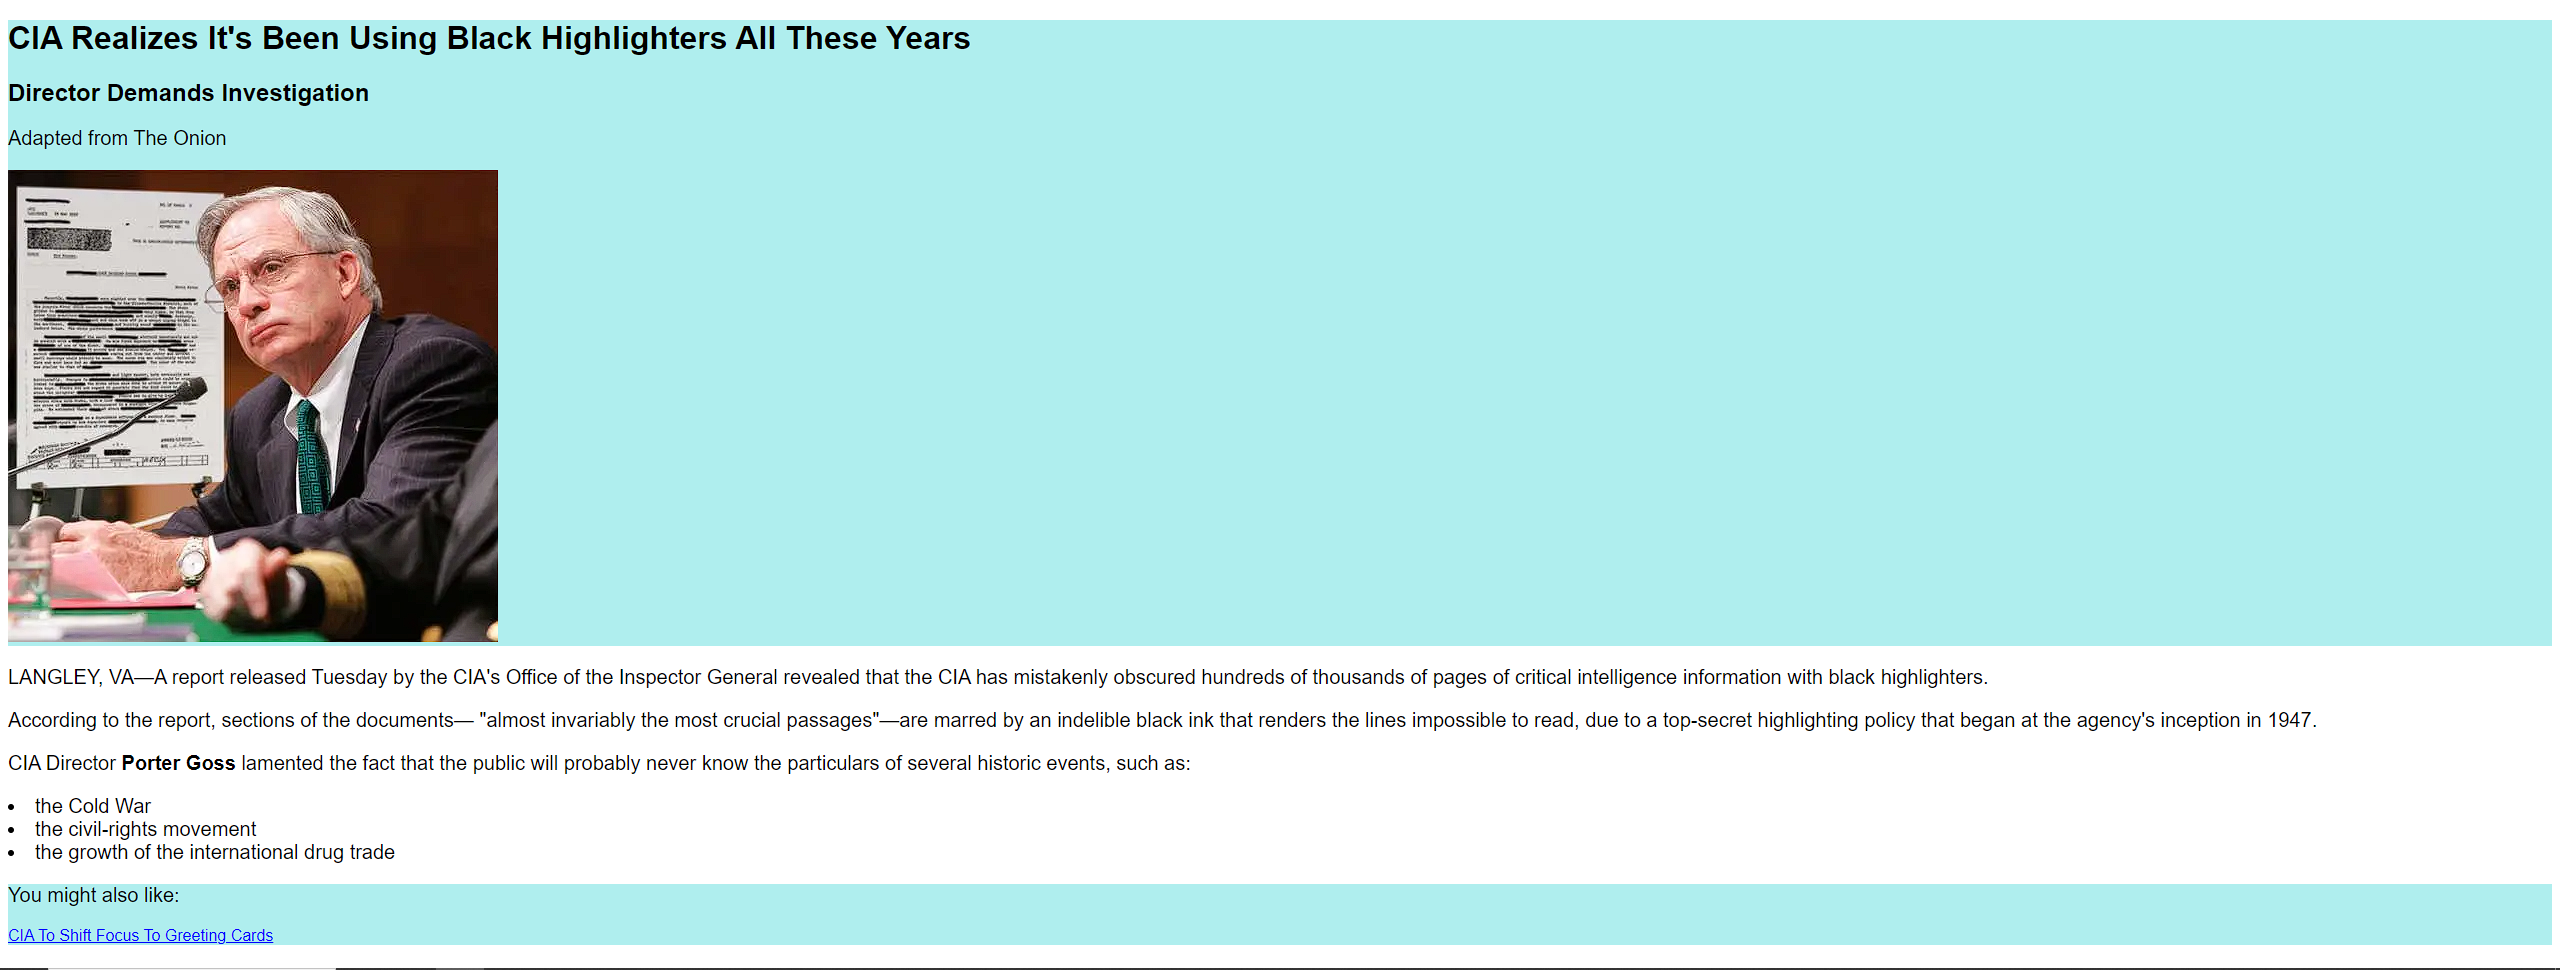 CIA Realizes It's Been Using Black Highlighters All These Years
Director Demands Investigation
Adapted from The Onion
LANGLEY, VA—A report released Tuesday by the CIA's Office of the Inspector General revealed that the CIA has mistakenly obscured hundreds of thousands of pages of critical intelligence information with black highlighters.
According to the report, sections of the documents— "almost invariably the most crucial passages"—are marred by an indelible black ink that renders the lines impossible to read, due to a top-secret highlighting policy that began at the agency's inception in 1947.
CIA Director Porter Goss lamented the fact that the public will probably never know the particulars of several historic events, such as:
• the Cold War
• the civil-rights movement
• the growth of the international drug trade
You might also like:
CIA To Shift Focus To Greeting Cards